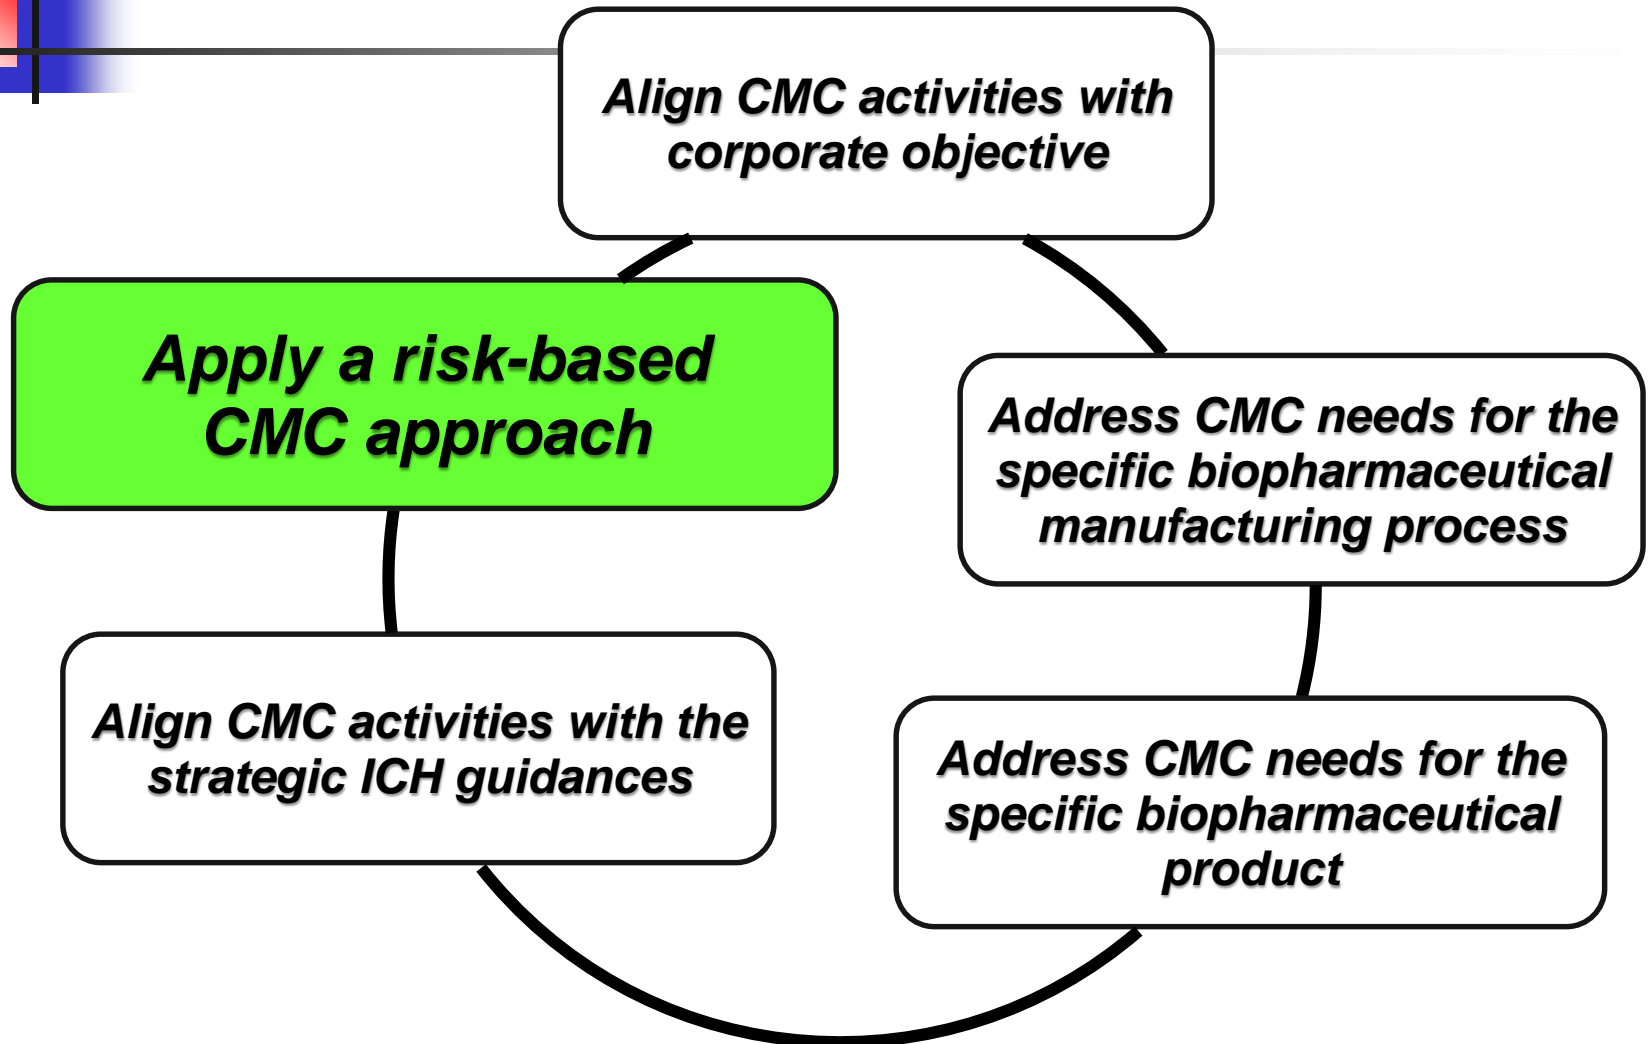 Align CMC activities with
corporate objective
Apply a risk-based
CMC approach
Address CMC needs for the
specific biopharmaceutical
manufacturing process
Align CMC activities with the
strategic ICH guidances
Address CMC needs for the
specific biopharmaceutical
product